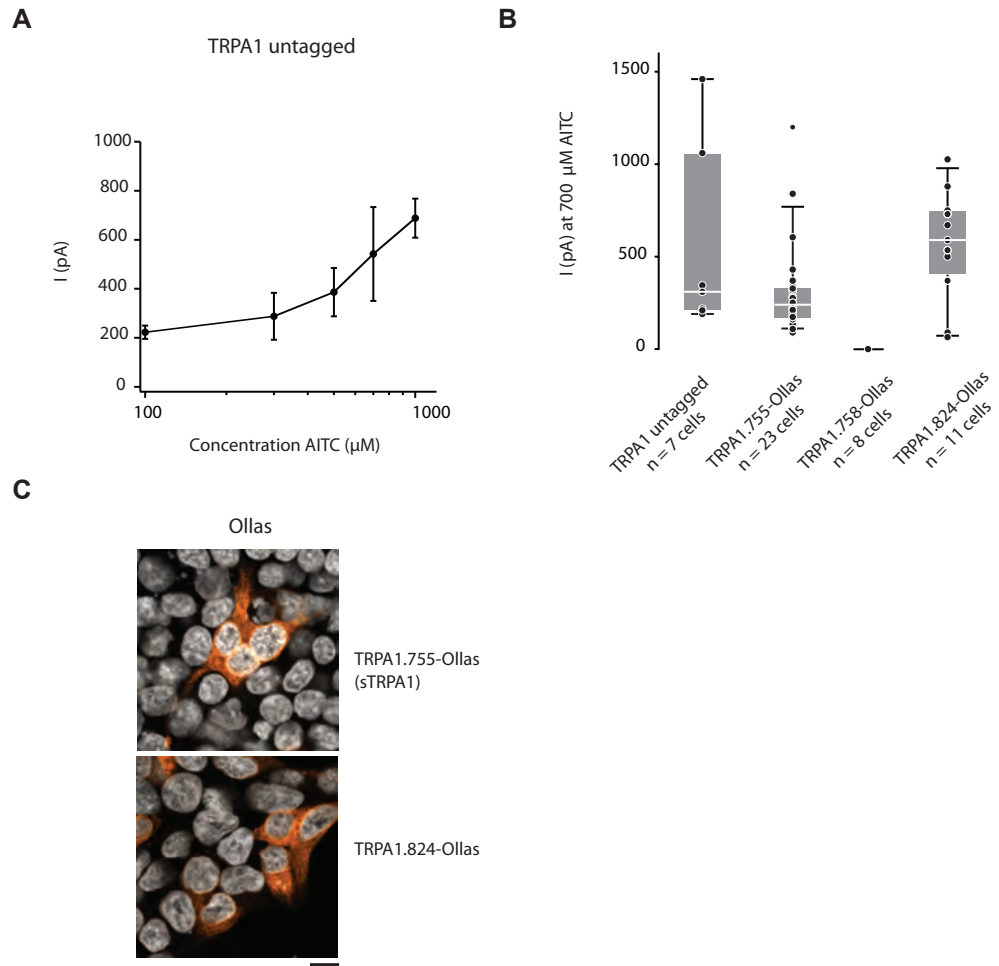 A
TRPA1 untagged
1000
800
600
400
200
0
I (pA)
100
1000
Concentration AITC (µM)
B
1500
1000
500
0
I (pA) at 700 µM AITC
TRPA1 untagged
n = 7 cells
TRPA1.755-Ollas
n = 23 cells
TRPA1.758-Ollas
n = 8 cells
TRPA1.824-Ollas
n = 11 cells
C
Ollas
TRPA1.755-Ollas
(sTRPA1)
TRPA1.824-Ollas